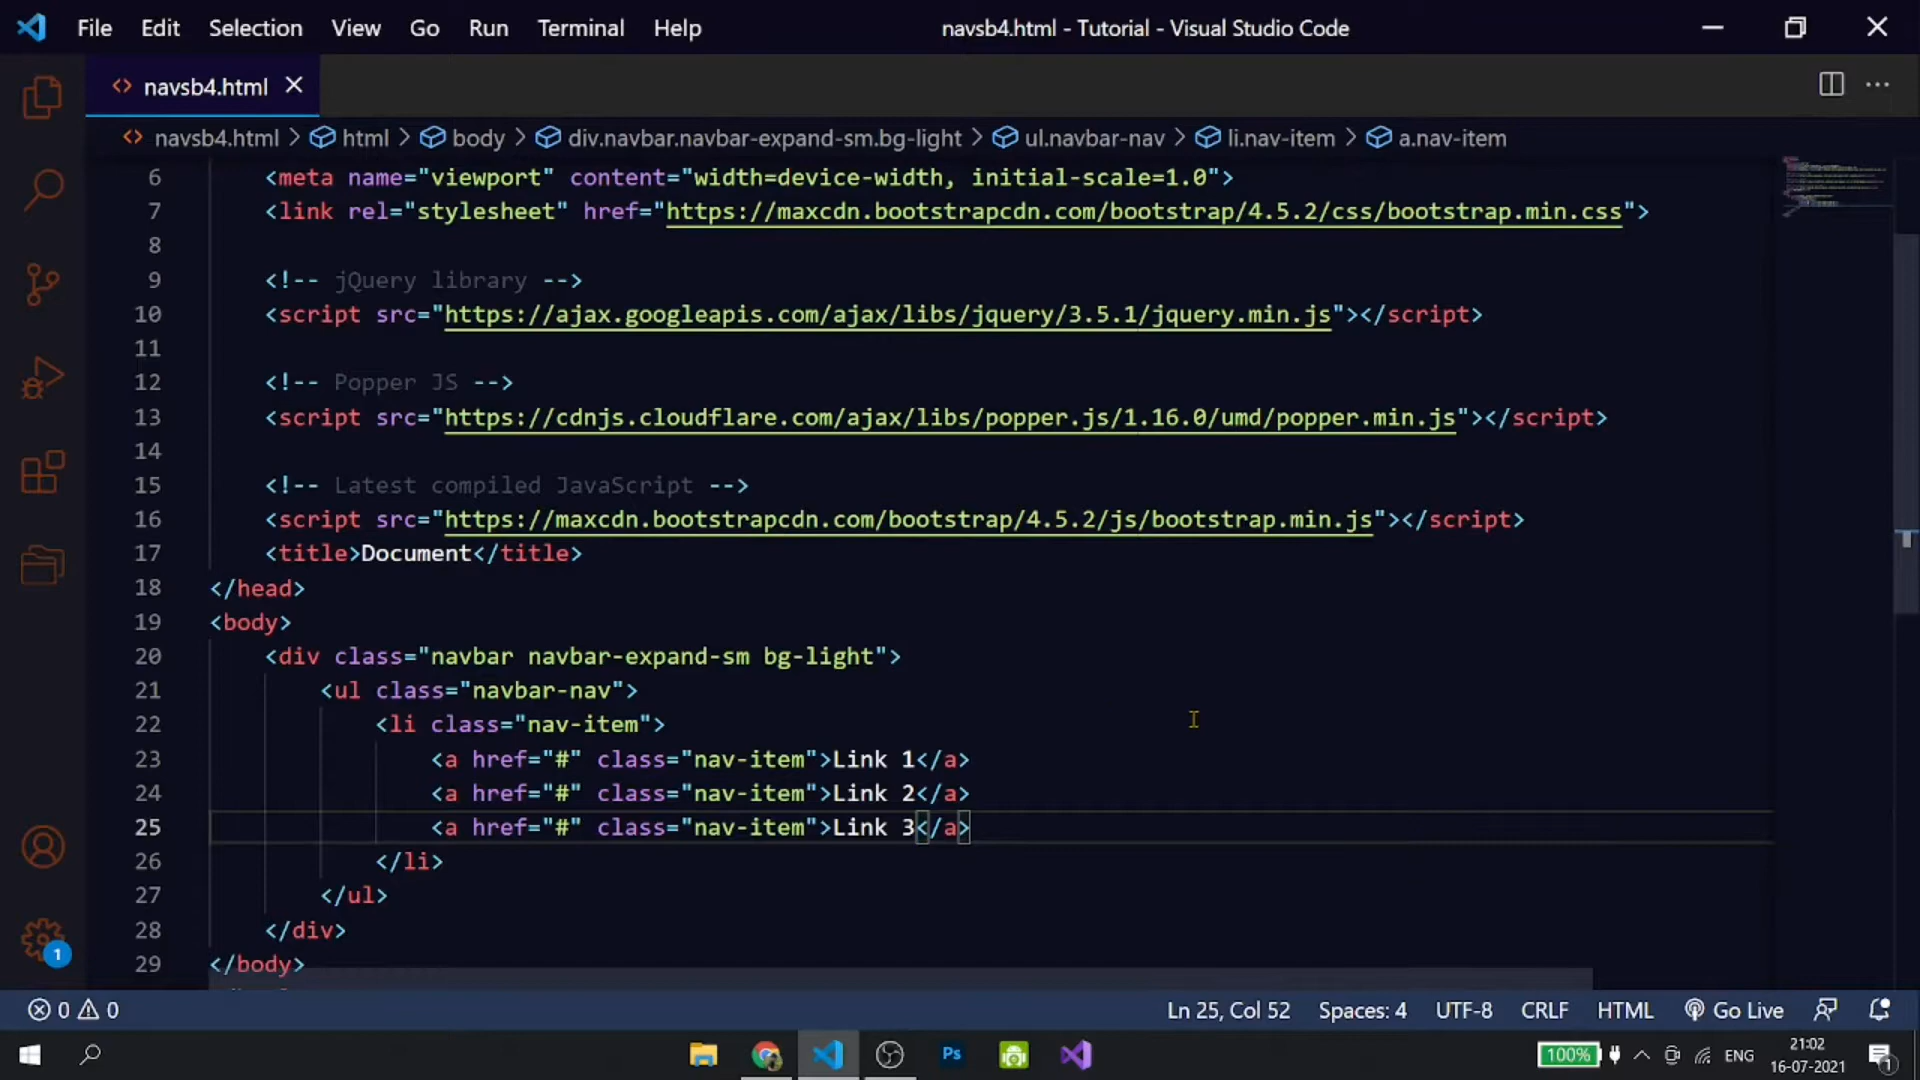 File Edit Selection View Go Run Terminal Help navsb4.html - Tutorial - Visual Studio Code
navsb4.html
navsb4.html > html > body > div.navbar.navbar-expand-sm.bg-light > ul.navbar-nav > li.nav-item > a.nav-item
6 <meta name="viewport" content="width=device-width, initial-scale=1.0">
7 <link rel="stylesheet" href="https://maxcdn.bootstrapcdn.com/bootstrap/4.5.2/css/bootstrap.min.css">
8
9 <!-- jQuery library -->
10 <script src="https://ajax.googleapis.com/ajax/libs/jquery/3.5.1/jquery.min.js"></script>
11
12 <!-- Popper JS -->
13 <script src="https://cdnjs.cloudflare.com/ajax/libs/popper.js/1.16.0/umd/popper.min.js"></script>
14
15 <!-- Latest compiled JavaScript -->
16 <script src="https://maxcdn.bootstrapcdn.com/bootstrap/4.5.2/js/bootstrap.min.js"></script>
17 <title>Document</title>
18 </head>
19 <body>
20 <div class="navbar navbar-expand-sm bg-light">
21 <ul class="navbar-nav">
22 <li class="nav-item">
23 <a href="#" class="nav-item">Link 1</a>
24 <a href="#" class="nav-item">Link 2</a>
25 <a href="#" class="nav-item">Link 3</a>
26 </li>
27 </ul>
28 </div>
29 </body>
1
0 0 Ln 25, Col 52 Spaces: 4 UTF-8 CRLF HTML Go Live
Ps 100% ENG 21:02
16-07-2021 1